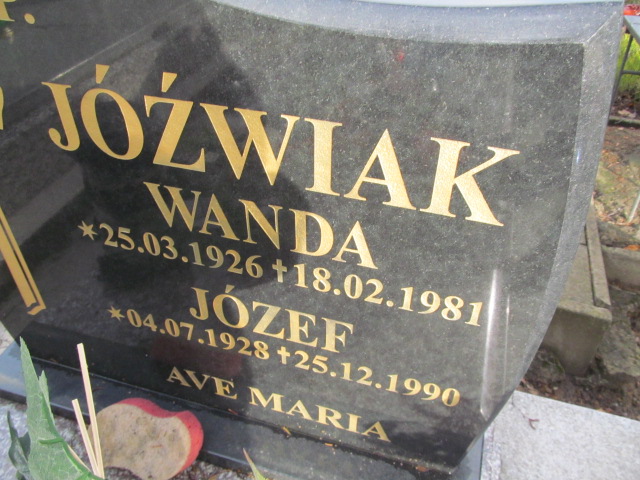 JÓŹWIAK
WANDA
*25.03.1926 †18.02.1981
JÓZEF
*04.07.1928 †25.12.1990
AVE MARIA